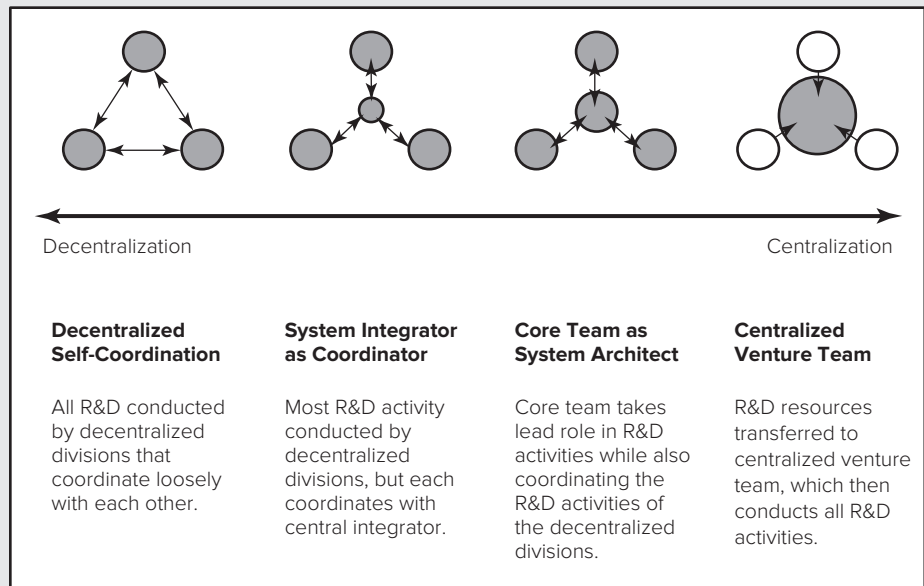 Decentralization
Centralization
Decentralized
Self-Coordination
All R&D conducted
by decentralized
divisions that
coordinate loosely
with each other.
System Integrator
as Coordinator
Most R&D activity
conducted by
decentralized
divisions, but each
coordinates with
central integrator.
Core Team as
System Architect
Core team takes
lead role in R&D
activities while also
coordinating the
R&D activities of
the decentralized
divisions.
Centralized
Venture Team
R&D resources
transferred to
centralized venture
team, which then
conducts all R&D
activities.